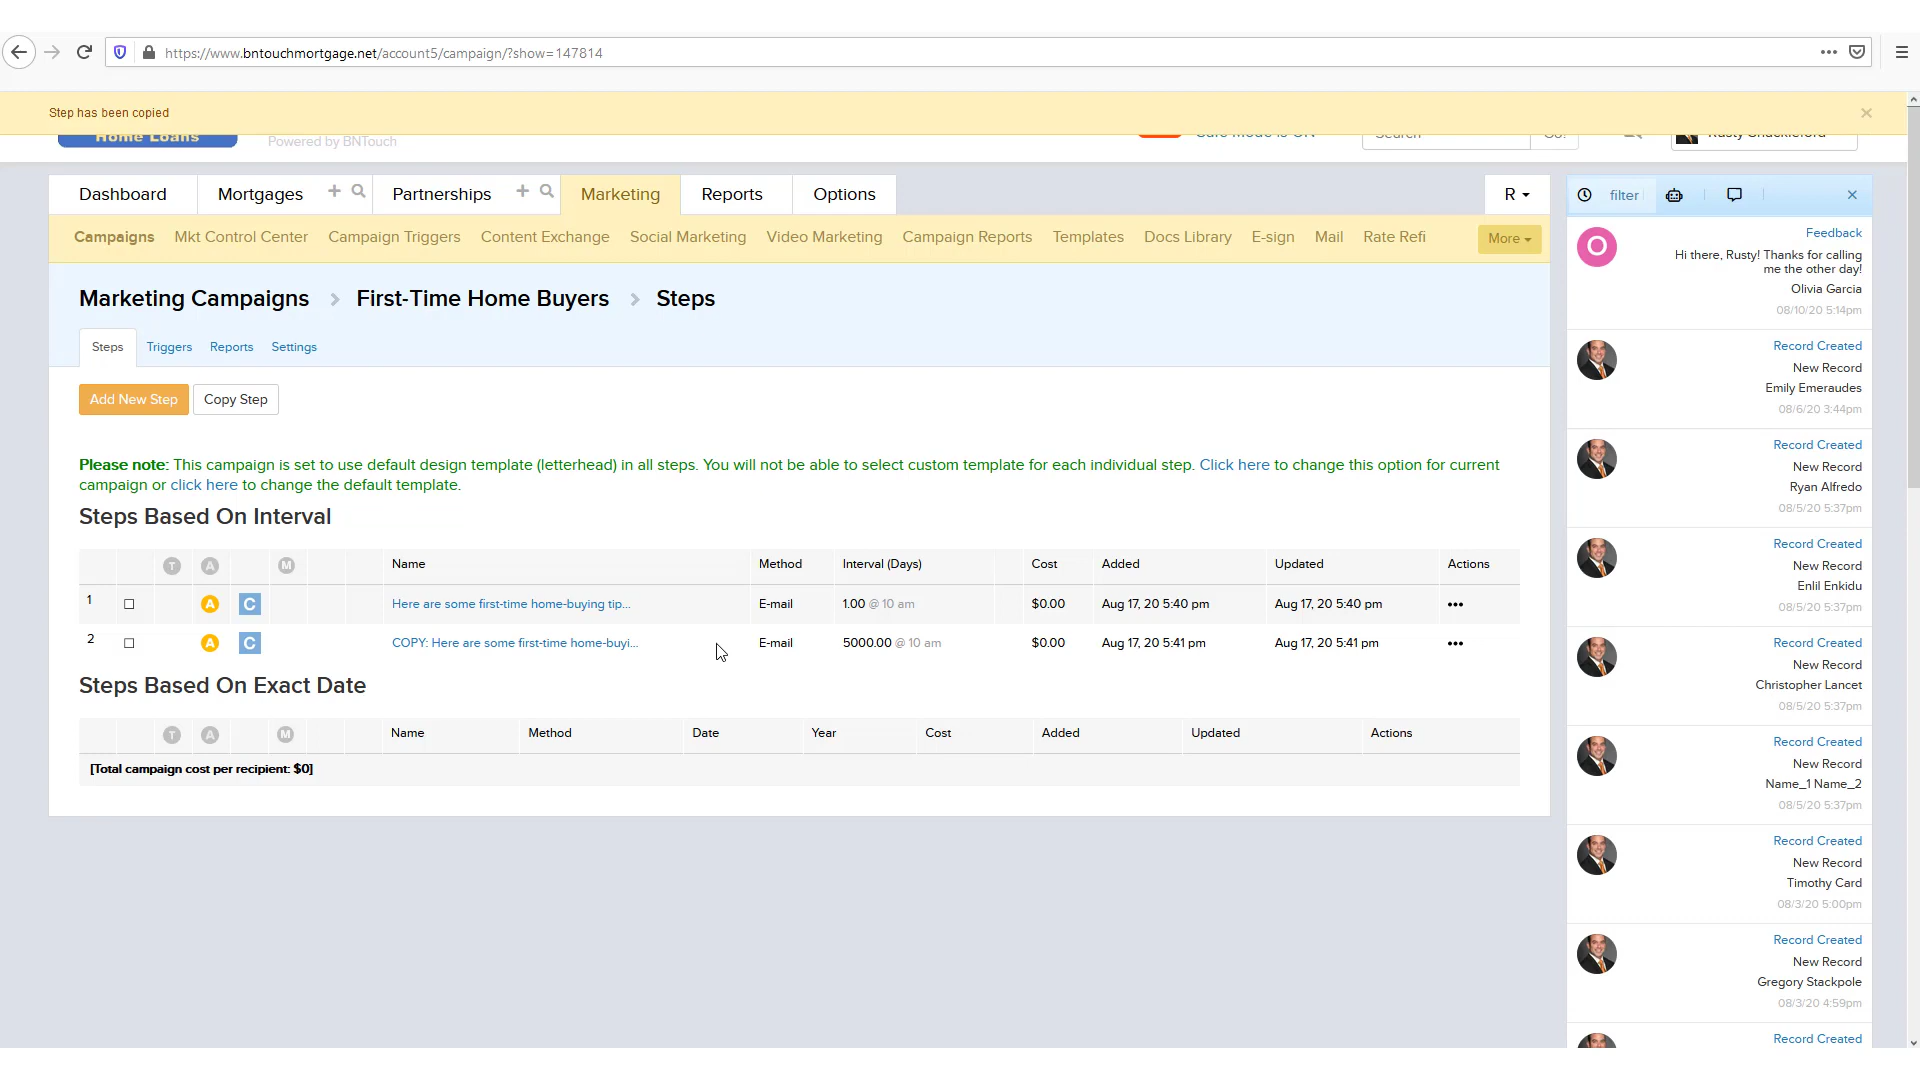 https://www.bntouchmortgage.net/account5/campaign/?show=147814
Step has been copied
Home Loans
Powered by BNTouch
Safe Mode is ON
Search
Go!
Rusty Shackleford
Dashboard
Mortgages
Partnerships
Marketing
Reports
Options
R
filter
Campaigns
Mkt Control Center
Campaign Triggers
Content Exchange
Social Marketing
Video Marketing
Campaign Reports
Templates
Docs Library
E-sign
Mail
Rate Refi
More
Marketing Campaigns > First-Time Home Buyers > Steps
Steps
Triggers
Reports
Settings
Add New Step
Copy Step
Please note: This campaign is set to use default design template (letterhead) in all steps. You will not be able to select custom template for each individual step. Click here to change this option for current
campaign or click here to change the default template.
Steps Based On Interval
T A M Name Method Interval (Days) Cost Added Updated Actions
1 A C Here are some first-time home-buying tip... E-mail 1.00 @ 10 am $0.00 Aug 17, 20 5:40 pm Aug 17, 20 5:40 pm •••
2 A C COPY: Here are some first-time home-buyi... E-mail 5000.00 @ 10 am $0.00 Aug 17, 20 5:41 pm Aug 17, 20 5:41 pm •••
Steps Based On Exact Date
T A M Name Method Date Year Cost Added Updated Actions
[Total campaign cost per recipient: $0]
O
Feedback
Hi there, Rusty! Thanks for calling
me the other day!
Olivia Garcia
08/10/20 5:14pm
Record Created
New Record
Emily Emeraudes
08/6/20 3:44pm
Record Created
New Record
Ryan Alfredo
08/5/20 5:37pm
Record Created
New Record
Enlil Enkidu
08/5/20 5:37pm
Record Created
New Record
Christopher Lancet
08/5/20 5:37pm
Record Created
New Record
Name_1 Name_2
08/5/20 5:37pm
Record Created
New Record
Timothy Card
08/3/20 5:00pm
Record Created
New Record
Gregory Stackpole
08/3/20 4:59pm
Record Created